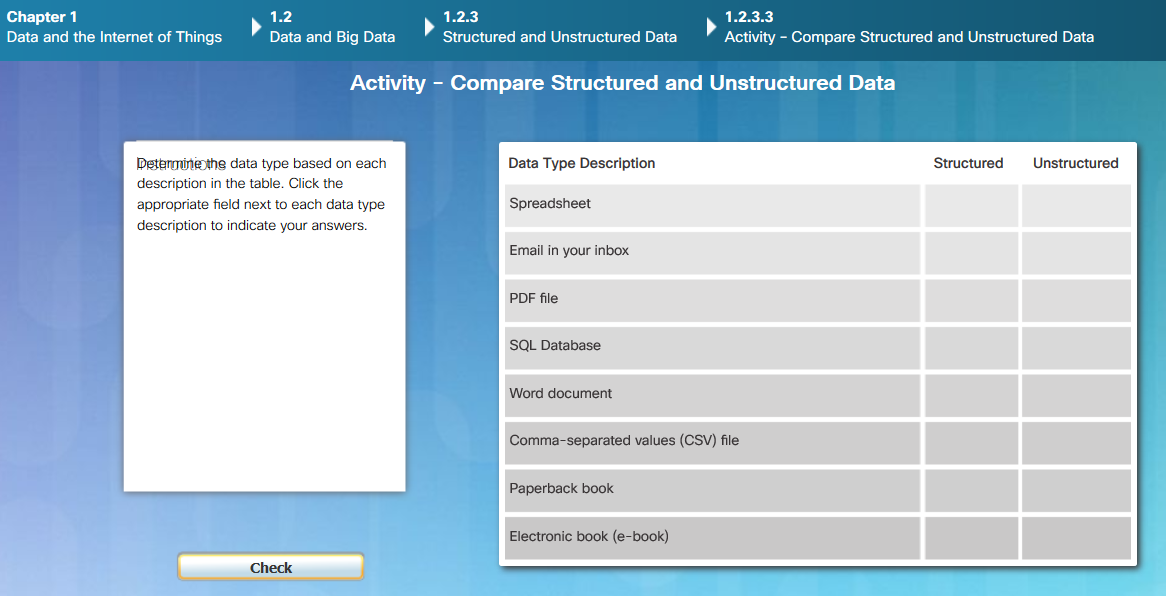 Chapter 1
Data and the Internet of Things
1.2
Data and Big Data
1.2.3
Structured and Unstructured Data
1.2.3.3
Activity - Compare Structured and Unstructured Data
Activity - Compare Structured and Unstructured Data
Instructions
Determine the data type based on each
description in the table. Click the
appropriate field next to each data type
description to indicate your answers.
Check
Data Type Description Structured Unstructured
Spreadsheet
Email in your inbox
PDF file
SQL Database
Word document
Comma-separated values (CSV) file
Paperback book
Electronic book (e-book)